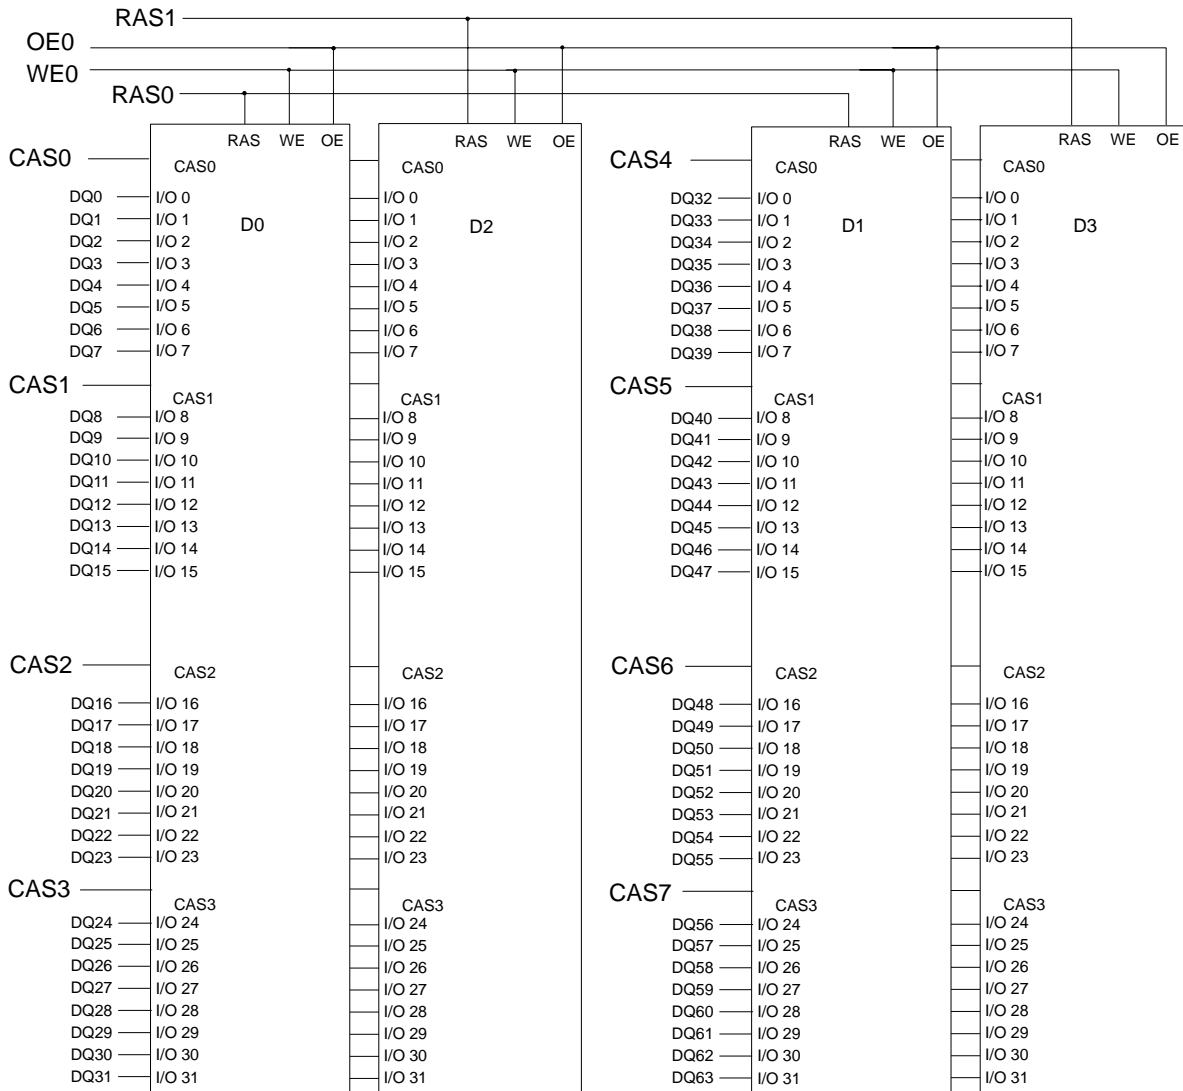 RAS1
OE0
WE0
RAS0
RAS WE OE RAS WE OE RAS WE OE RAS WE OE
CAS0 CAS0 CAS0 CAS4 CAS0 CAS0
DQ0 I/O 0 I/O 0 DQ32 I/O 0 I/O 0
DQ1 I/O 1 I/O 1 DQ33 I/O 1 I/O 1
D0 D2 D1 D3
DQ2 I/O 2 I/O 2 DQ34 I/O 2 I/O 2
DQ3 I/O 3 I/O 3 DQ35 I/O 3 I/O 3
DQ4 I/O 4 I/O 4 DQ36 I/O 4 I/O 4
DQ5 I/O 5 I/O 5 DQ37 I/O 5 I/O 5
DQ6 I/O 6 I/O 6 DQ38 I/O 6 I/O 6
DQ7 I/O 7 I/O 7 DQ39 I/O 7 I/O 7
CAS1 CAS5
CAS1 CAS1 CAS1 CAS1
DQ8 I/O 8 I/O 8 DQ40 I/O 8 I/O 8
DQ9 I/O 9 I/O 9 DQ41 I/O 9 I/O 9
DQ10 I/O 10 I/O 10 DQ42 I/O 10 I/O 10
DQ11 I/O 11 I/O 11 DQ43 I/O 11 I/O 11
DQ12 I/O 12 I/O 12 DQ44 I/O 12 I/O 12
DQ13 I/O 13 I/O 13 DQ45 I/O 13 I/O 13
DQ14 I/O 14 I/O 14 DQ46 I/O 14 I/O 14
DQ15 I/O 15 I/O 15 DQ47 I/O 15 I/O 15
CAS2 CAS2 CAS2 CAS6 CAS2 CAS2
DQ16 I/O 16 I/O 16 DQ48 I/O 16 I/O 16
DQ17 I/O 17 I/O 17 DQ49 I/O 17 I/O 17
DQ18 I/O 18 I/O 18 DQ50 I/O 18 I/O 18
DQ19 I/O 19 I/O 19 DQ51 I/O 19 I/O 19
DQ20 I/O 20 I/O 20 DQ52 I/O 20 I/O 20
DQ21 I/O 21 I/O 21 DQ53 I/O 21 I/O 21
DQ22 I/O 22 I/O 22 DQ54 I/O 22 I/O 22
DQ23 I/O 23 I/O 23 DQ55 I/O 23 I/O 23
CAS3 CAS7
CAS3 CAS3 CAS3 CAS3
DQ24 I/O 24 I/O 24 DQ56 I/O 24 I/O 24
DQ25 I/O 25 I/O 25 DQ57 I/O 25 I/O 25
DQ26 I/O 26 I/O 26 DQ58 I/O 26 I/O 26
DQ27 I/O 27 I/O 27 DQ59 I/O 27 I/O 27
DQ28 I/O 28 I/O 28 DQ60 I/O 28 I/O 28
DQ29 I/O 29 I/O 29 DQ61 I/O 29 I/O 29
DQ30 I/O 30 I/O 30 DQ62 I/O 30 I/O 30
DQ31 I/O 31 I/O 31 DQ63 I/O 31 I/O 31